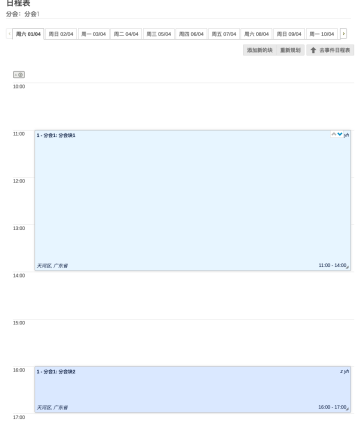 日程表
分会: 分会1
周六 01/04 周日 02/04 周一 03/04 周二 04/04 周三 05/04 周四 06/04 周五 07/04 周六 08/04 周日 09/04 周一 10/04
添加新的块 重新规划 去事件日程表
10:00
11:00
1 - 分会1: 分会块1
12:00
13:00
天河区, 广东省 11:00 - 14:00
14:00
15:00
16:00
1 - 分会1: 分会块2
天河区, 广东省 16:00 - 17:00
17:00